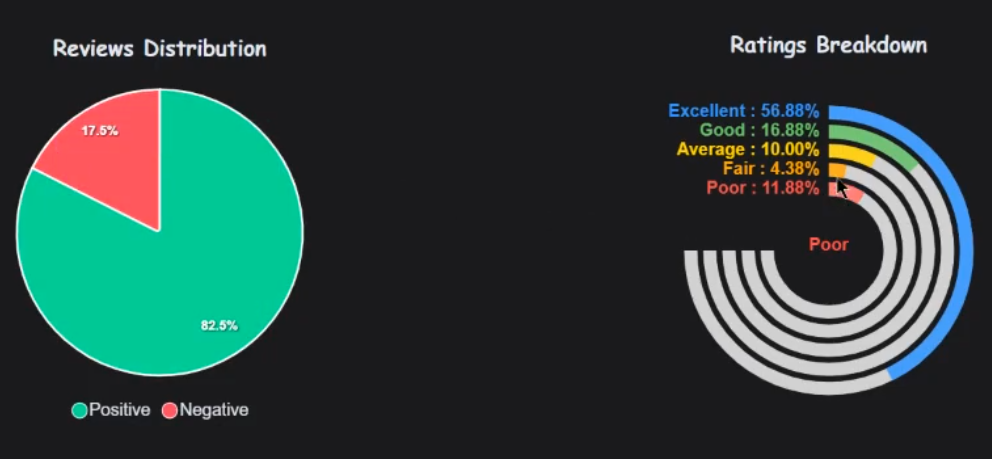 Reviews Distribution
17.5%
82.5%
Positive Negative
Ratings Breakdown
Excellent : 56.88%
Good : 16.88%
Average : 10.00%
Fair : 4.38%
Poor : 11.88%
Poor